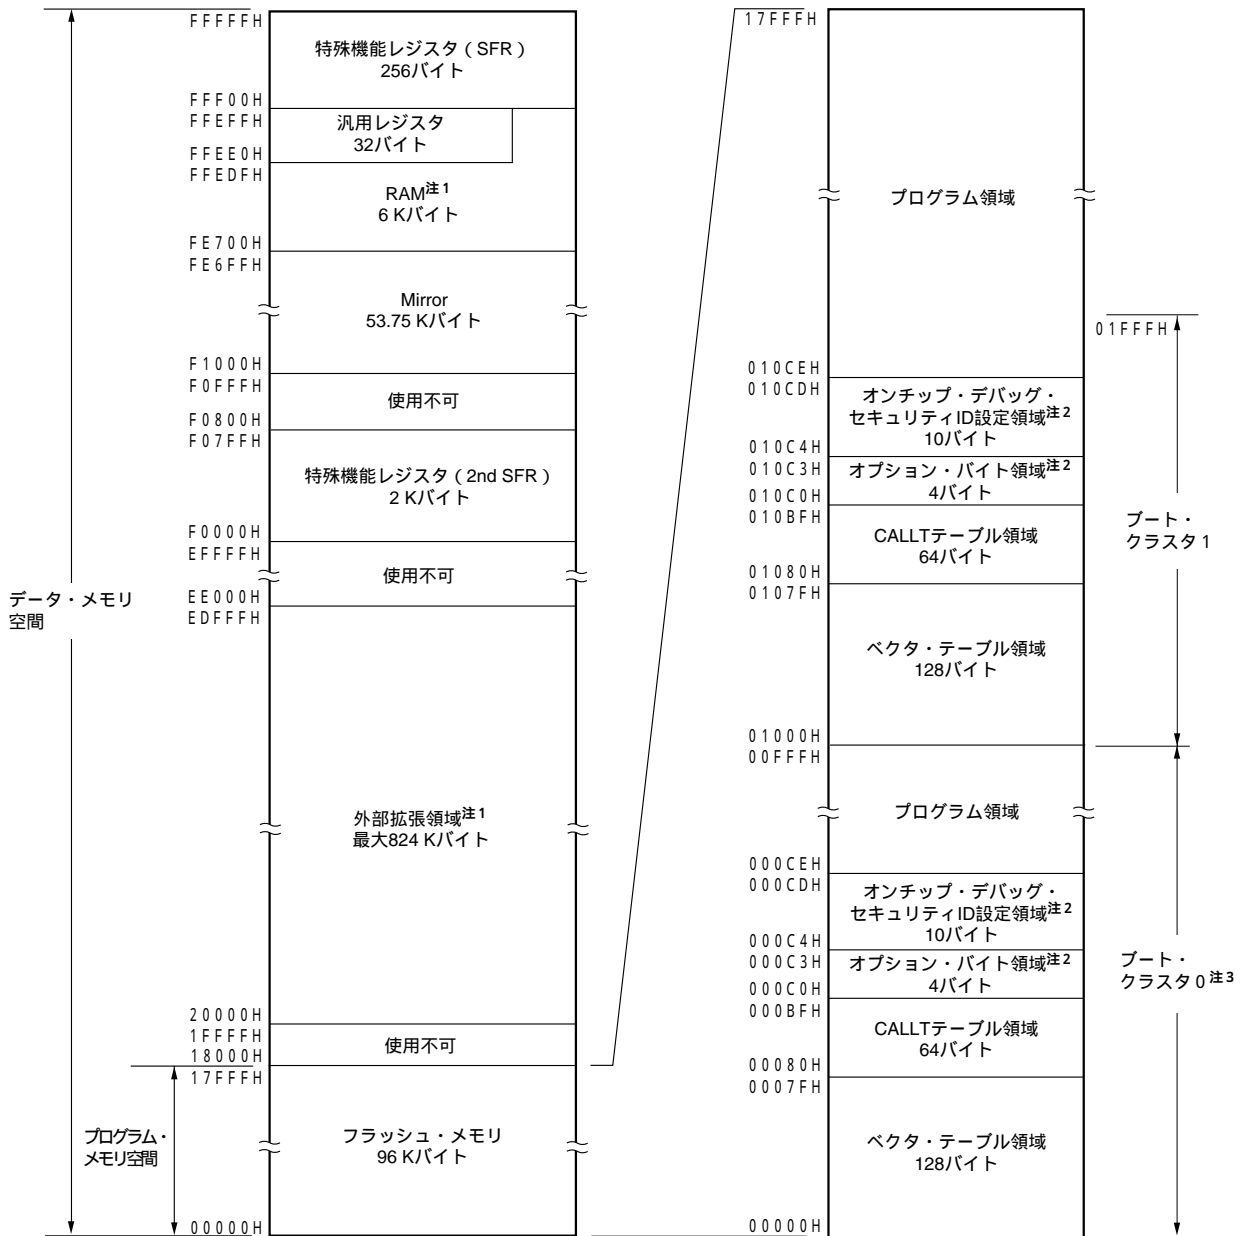 データ・メモリ
空間
プログラム・
メモリ空間
FFFFFH
特殊機能レジスタ（SFR）
256バイト
FFF00H
FFEFFH
汎用レジスタ
32バイト
FFEE0H
FFEDFH
RAM注1
6 Kバイト
FE700H
FE6FFH
Mirror
53.75 Kバイト
F1000H
F0FFFH
使用不可
F0800H
F07FFH
特殊機能レジスタ（2nd SFR）
2 Kバイト
F0000H
EFFFFH
使用不可
EE000H
EDFFFH
外部拡張領域注1
最大824 Kバイト
20000H
1FFFFH
使用不可
18000H
17FFFH
フラッシュ・メモリ
96 Kバイト
00000H
17FFFH
プログラム領域
01FFFH
010CEH
010CDH
オンチップ・デバッグ・
セキュリティID設定領域注2
10バイト
010C4H
010C3H
オプション・バイト領域注2
4バイト
010C0H
010BFH
CALLTテーブル領域
64バイト
01080H
0107FH
ベクタ・テーブル領域
128バイト
01000H
ブート・
クラスタ1
00FFFH
プログラム領域
000CEH
000CDH
オンチップ・デバッグ・
セキュリティID設定領域注2
10バイト
000C4H
000C3H
オプション・バイト領域注2
4バイト
000C0H
000BFH
CALLTテーブル領域
64バイト
00080H
0007FH
ベクタ・テーブル領域
128バイト
00000H
ブート・
クラスタ0注3